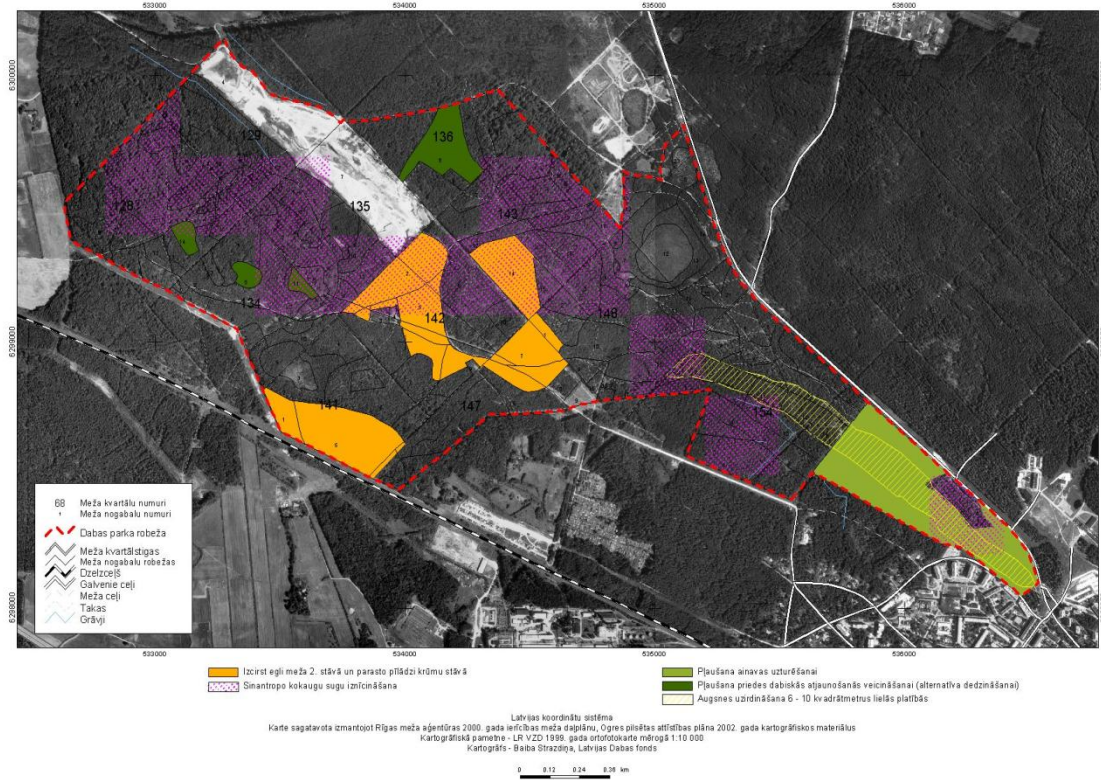 533000 534000 535000 536000
6300000
129
136
135
128
143
134
142
148
6299000
141
147
154
68 Meža kvartālu numuri
Meža nogabalu numuri
Dabas parka robeža
Meža kvartālstigas
Meža nogabalu robežas
Dzelzceļš
Galvenie ceļi
Meža ceļi
Takas
Grāvji
6298000
533000 534000
Izcirst egli meža 2. stāvā un parasto pīlādzi krūmu stāvā
Sinantropo kokaugu sugu iznīcināšana
Pļaušana ainavas uzturēšanai
Pļaušana priedes dabiskās atjaunošanās veicināšanai (alternatīva dedzināšanai)
Augsnes uzirdināšana 6 - 10 kvadrātmetrus lielās platībās
Latvijas koordinātu sistēma
Karte sagatavota izmantojot Rīgas meža aģentūras 2000. gada ierīcības meža daļplānu, Ogres pilsētas attīstības plāna 2002. gada kartogrāfiskos materiālus
Kartogrāfiskā pamatne - LR VZD 1999. gada ortofotokarte mērogā 1:10 000
Kartogrāfs - Baiba Strazdiņa, Latvijas Dabas fonds
0 0.12 0.24 0.36 km